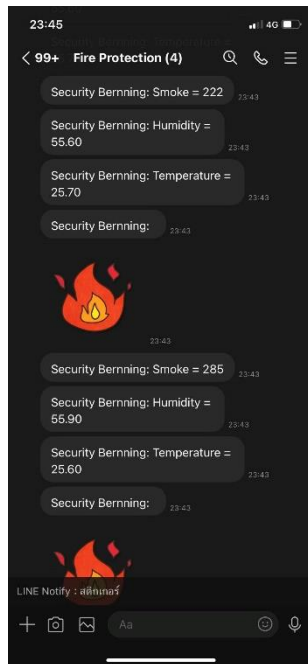 23:45
4G
99+ Fire Protection (4)
Security Bernning: Smoke = 222
23:43
Security Bernning: Humidity =
55.60
23:43
Security Bernning: Temperature =
25.70
23:43
Security Bernning:
23:43
23:43
Security Bernning: Smoke = 285
23:43
Security Bernning: Humidity =
55.90
23:43
Security Bernning: Temperature =
25.60
23:43
Security Bernning:
23:43
LINE Notify : สติกเกอร์
Aa